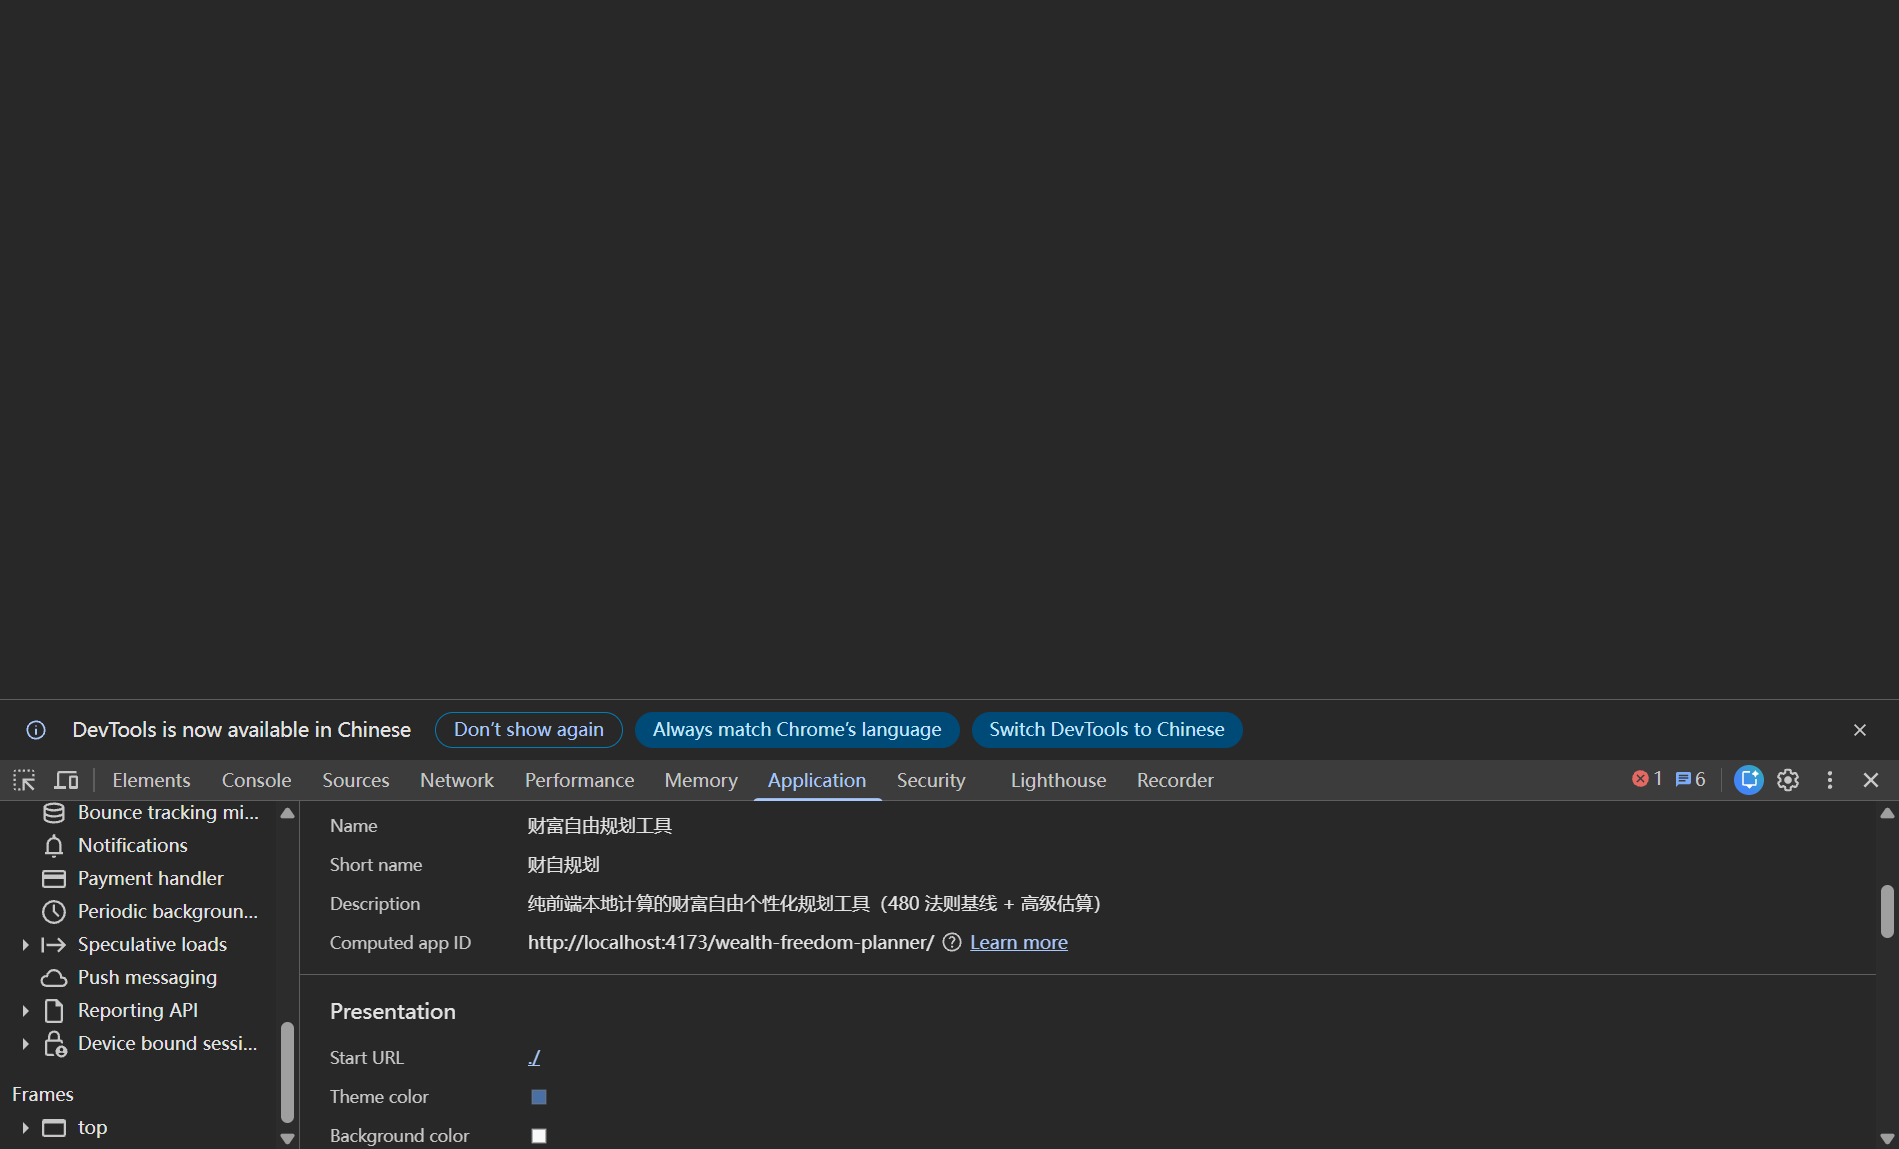 DevTools is now available in Chinese Don’t show again Always match Chrome’s language Switch DevTools to Chinese
Elements Console Sources Network Performance Memory Application Security Lighthouse Recorder 1 6
Bounce tracking mi...
Notifications
Payment handler
Periodic backgroun...
Speculative loads
Push messaging
Reporting API
Device bound sessi...
Frames
top
Name 财富自由规划工具
Short name 财自规划
Description 纯前端本地计算的财富自由个性化规划工具（480 法则基线 + 高级估算）
Computed app ID http://localhost:4173/wealth-freedom-planner/ Learn more
Presentation
Start URL ./
Theme color
Background color